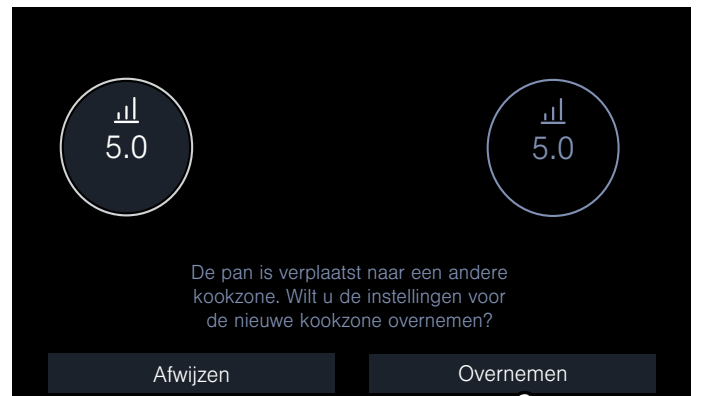 5.0
5.0
De pan is verplaatst naar een andere
kookzone. Wilt u de instellingen voor
de nieuwe kookzone overnemen?
Afwijzen
Overnemen